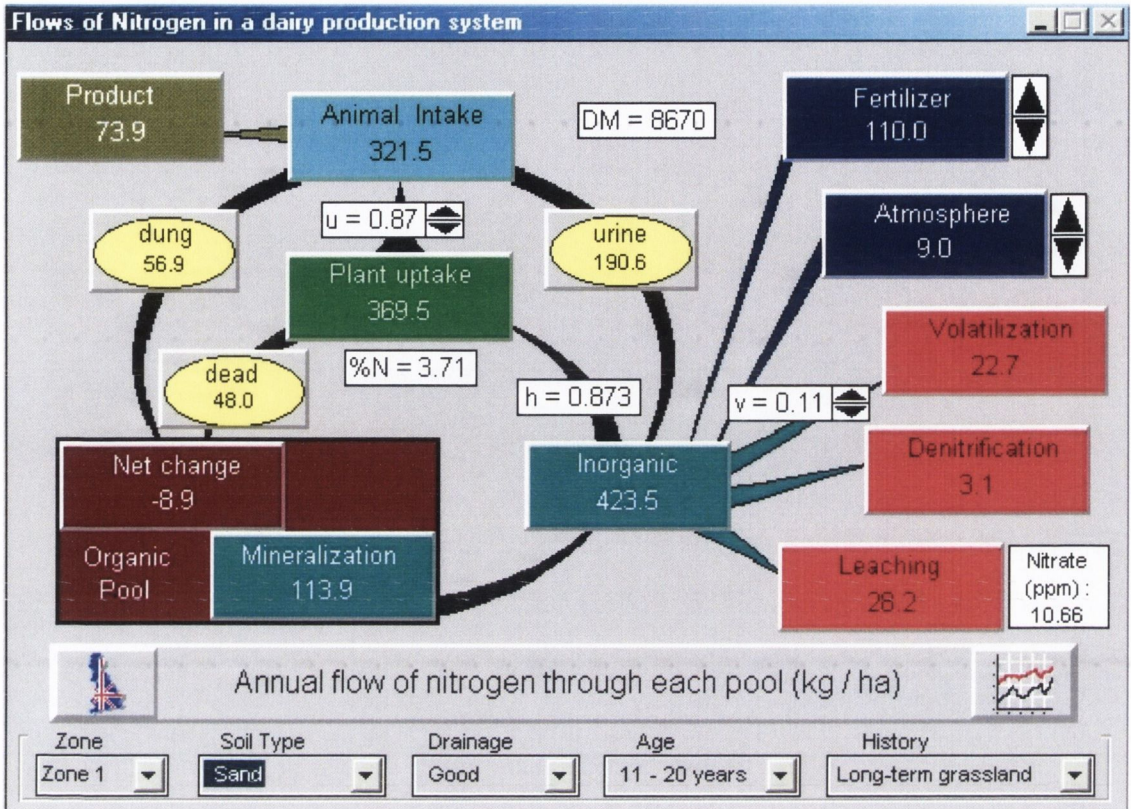 Flows of Nitrogen in a dairy production system
Product
73.9
Animal Intake
321.5
DM = 8670
Fertilizer
110.0
u = 0.87
Atmosphere
9.0
dung
56.9
urine
190.6
Plant uptake
369.5
Volatilization
22.7
%N = 3.71
dead
48.0
h = 0.873
v = 0.11
Net change
-8.9
Inorganic
423.5
Denitrification
3.1
Organic
Pool
Mineralization
113.9
Leaching
26.2
Nitrate
(ppm) :
10.66
Annual flow of nitrogen through each pool (kg / ha)
Zone
Soil Type
Drainage
Age
History
Zone 1
Sand
Good
11 - 20 years
Long-term grassland